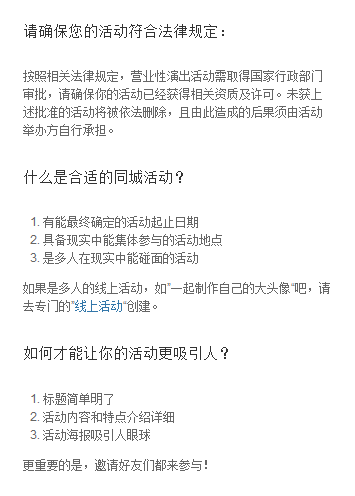 请确保您的活动符合法律规定：
按照相关法律规定，营业性演出活动需取得国家行政部门
审批，请确保你的活动已经获得相关资质及许可。未获上
述批准的活动将被依法删除，且由此造成的后果须由活动
举办方自行承担。
什么是合适的同城活动？
1. 有能最终确定的活动起止日期
2. 具备现实中能集体参与的活动地点
3. 是多人在现实中能碰面的活动
如果是多人的线上活动，如”一起制作自己的大头像“吧，请
去专门的”线上活动“创建。
如何才能让你的活动更吸引人？
1. 标题简单明了
2. 活动内容和特点介绍详细
3. 活动海报吸引人眼球
更重要的是，邀请好友们都来参与！